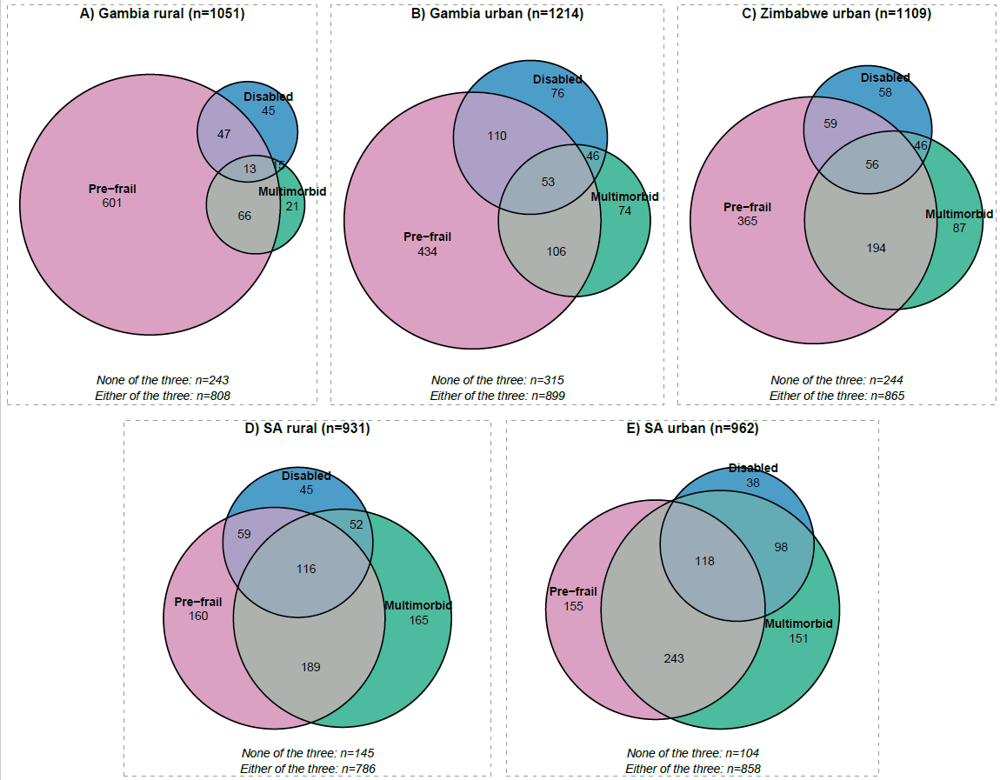 A) Gambia rural (n=1051)
Disabled
45
47
13
15
Pre−frail
601
Multimorbid
21
66
None of the three: n=243
Either of the three: n=808
B) Gambia urban (n=1214)
Disabled
76
110
46
53
Multimorbid
74
Pre−frail
434
106
None of the three: n=315
Either of the three: n=899
C) Zimbabwe urban (n=1109)
Disabled
58
59
46
56
Pre−frail
365
Multimorbid
87
194
None of the three: n=244
Either of the three: n=865
D) SA rural (n=931)
Disabled
45
59
52
116
Pre−frail
160
Multimorbid
165
189
None of the three: n=145
Either of the three: n=786
E) SA urban (n=962)
Disabled
38
98
118
Pre−frail
155
Multimorbid
151
243
None of the three: n=104
Either of the three: n=858